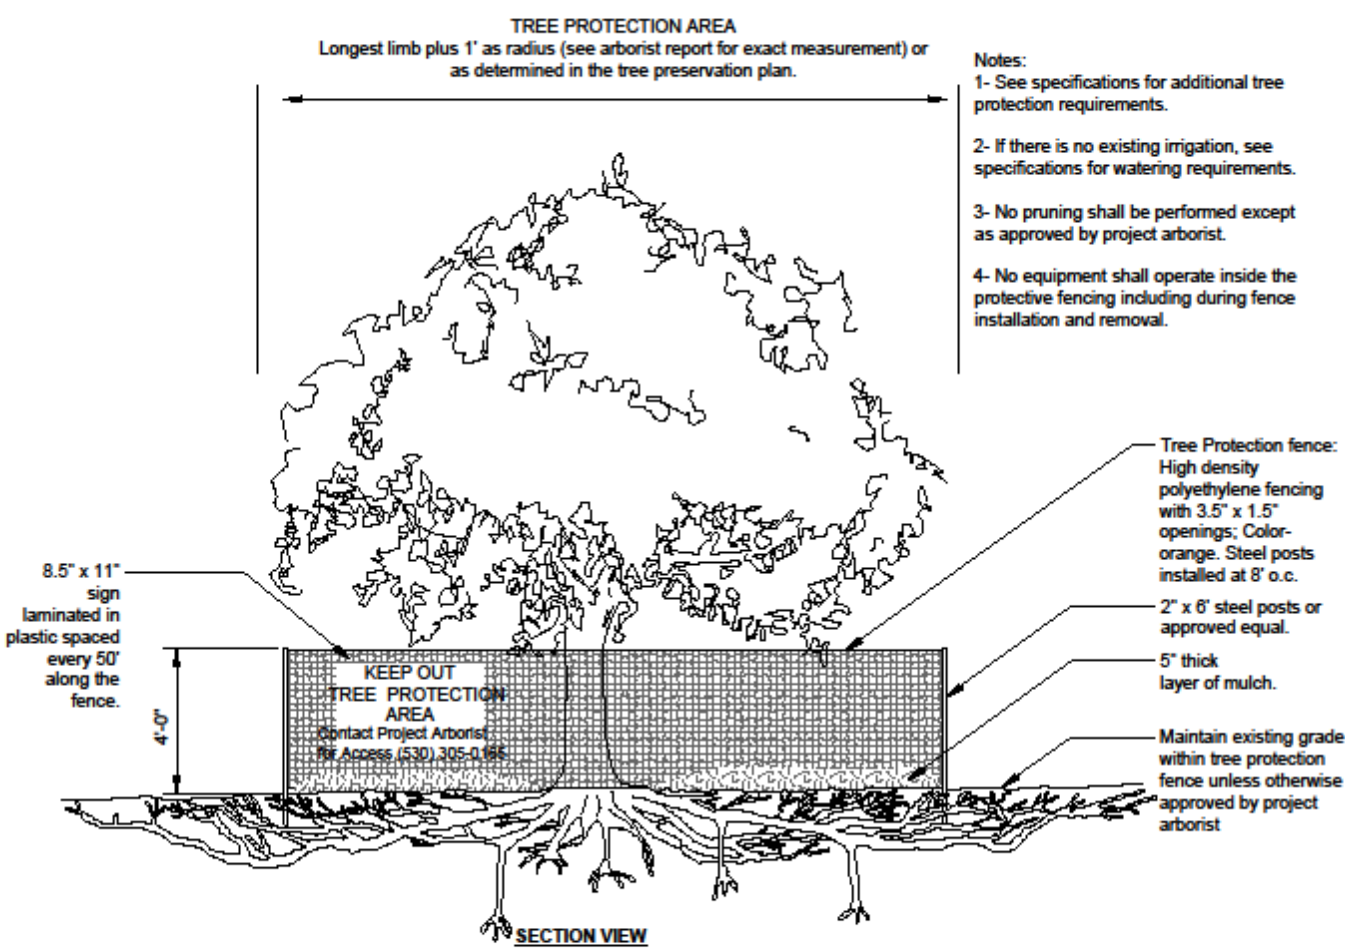 TREE PROTECTION AREA
Longest limb plus 1' as radius (see arborist report for exact measurement) or
as determined in the tree preservation plan.
Notes:
1- See specifications for additional tree
protection requirements.
2- If there is no existing irrigation, see
specifications for watering requirements.
3- No pruning shall be performed except
as approved by project arborist.
4- No equipment shall operate inside the
protective fencing including during fence
installation and removal.
Tree Protection fence:
High density
polyethylene fencing
with 3.5" x 1.5"
openings; Color-
orange. Steel posts
installed at 8' o.c.
2" x 6' steel posts or
approved equal.
5" thick
layer of mulch.
Maintain existing grade
within tree protection
fence unless otherwise
approved by project
arborist
8.5" x 11"
sign
laminated in
plastic spaced
every 50'
along the
fence.
4'-0"
KEEP OUT
TREE PROTECTION
AREA
Contact Project Arborist
for Access (530) 305-0165
SECTION VIEW